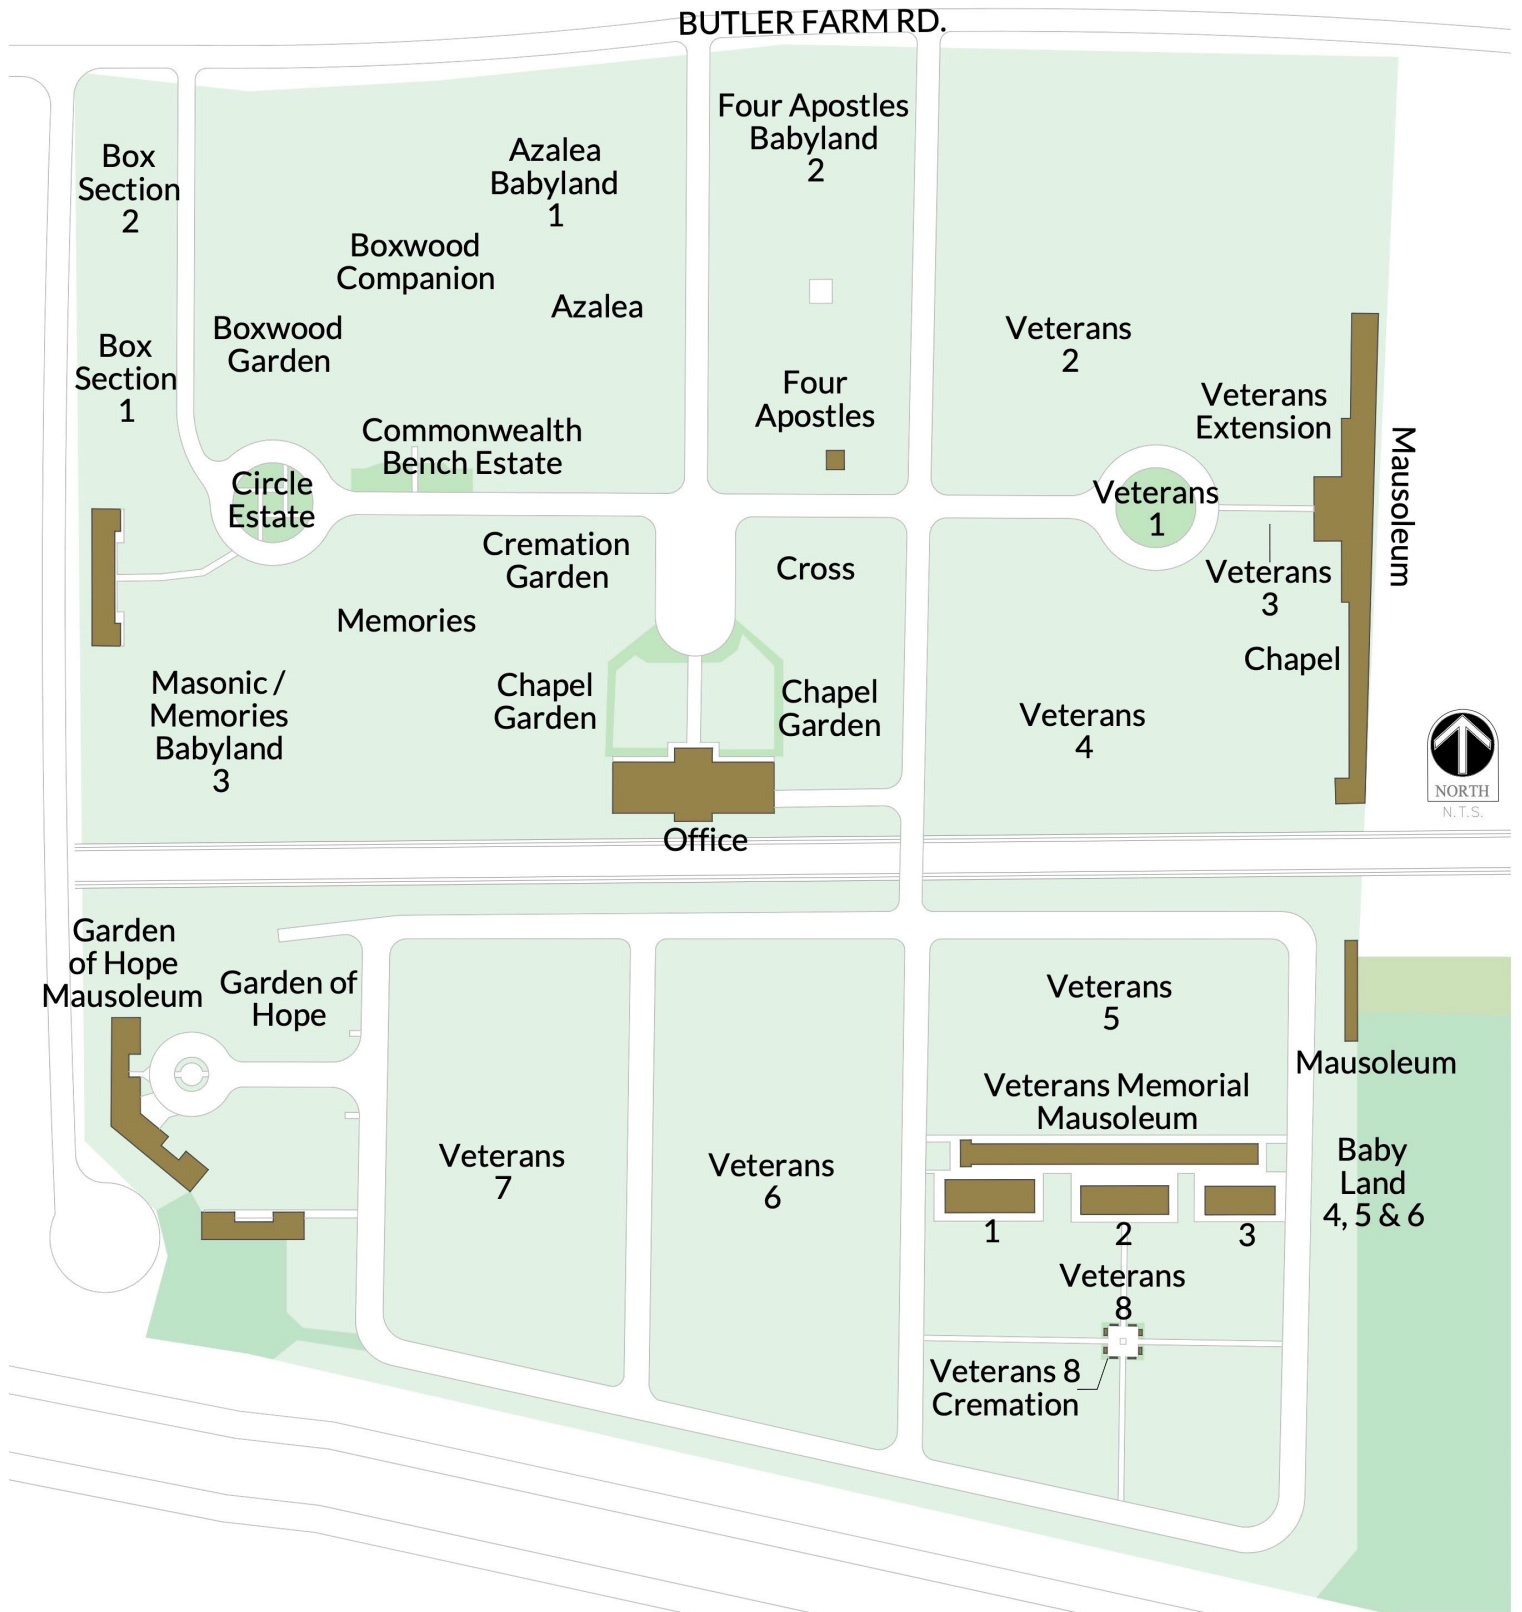 BUTLER FARM RD.
Four Apostles
Babyland
2
Box
Section
2
Azalea
Babyland
1
Boxwood
Companion
Azalea
Boxwood
Garden
Box
Section
1
Veterans
2
Four
Apostles
Veterans
Extension
Commonwealth
Bench Estate
Mausoleum
Circle
Estate
Veterans
1
Cremation
Garden
Cross
Veterans
3
Memories
Chapel
Masonic /
Memories
Babyland
3
Chapel
Garden
Chapel
Garden
Veterans
4
NORTH
N.T.S.
Office
Garden
of Hope
Mausoleum
Garden of
Hope
Veterans
5
Mausoleum
Veterans Memorial
Mausoleum
Veterans
7
Veterans
6
Baby
Land
4, 5 & 6
1
2
3
Veterans
8
Veterans 8
Cremation